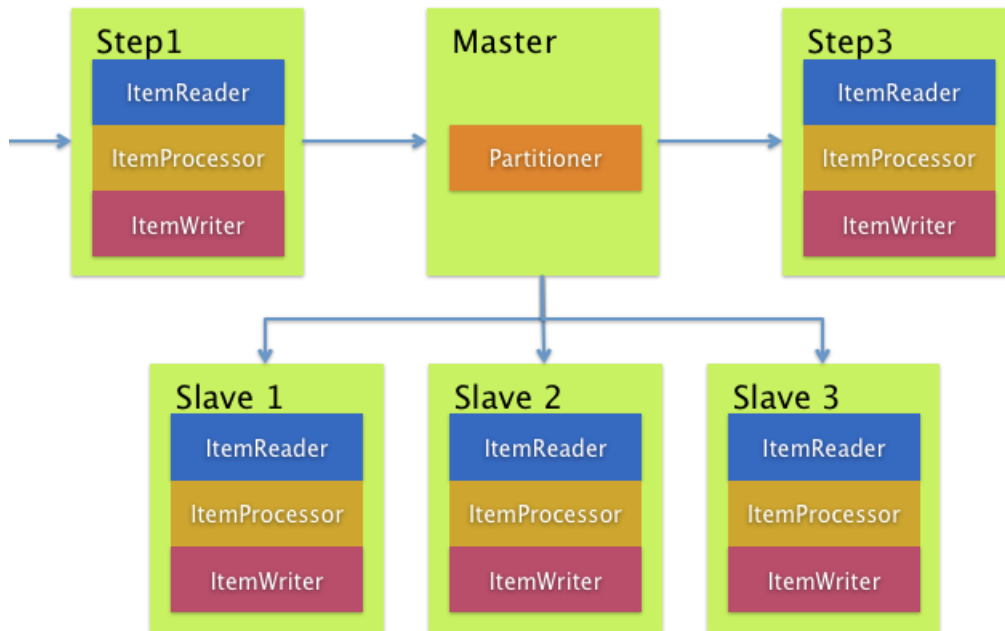 Step1
ItemReader
ItemProcessor
ItemWriter
Master
Partitioner
Step3
ItemReader
ItemProcessor
ItemWriter
Slave 1
ItemReader
ItemProcessor
ItemWriter
Slave 2
ItemReader
ItemProcessor
ItemWriter
Slave 3
ItemReader
ItemProcessor
ItemWriter